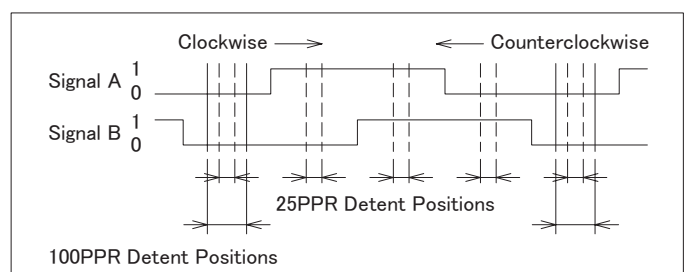 Clockwise Counterclockwise
Signal A 1
0
Signal B 1
0
25PPR Detent Positions
100PPR Detent Positions